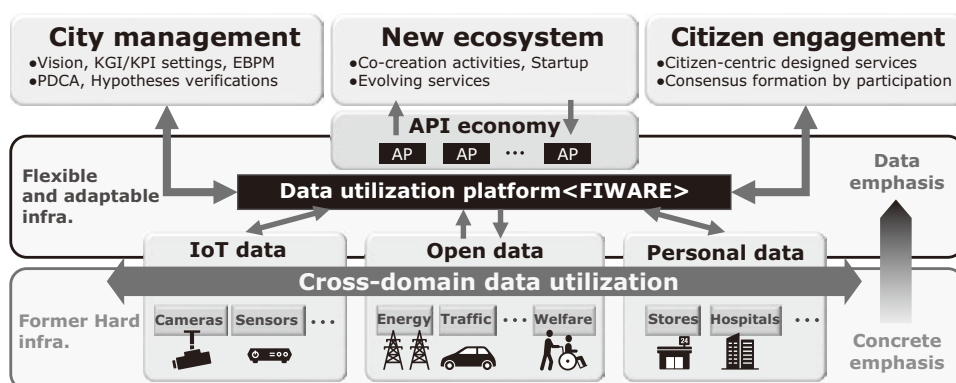 City management
●Vision, KGI/KPI settings, EBPM
●PDCA, Hypotheses verifications
New ecosystem
●Co-creation activities, Startup
●Evolving services
Citizen engagement
●Citizen-centric designed services
●Consensus formation by participation
API economy
AP AP ••• AP
Flexible
and adaptable
infra.
Data utilization platform<FIWARE>
Data
emphasis
IoT data
Open data
Personal data
Cross-domain data utilization
Former Hard
infra.
Cameras Sensors •••
Energy Traffic ••• Welfare
Stores Hospitals •••
24
Concrete
emphasis